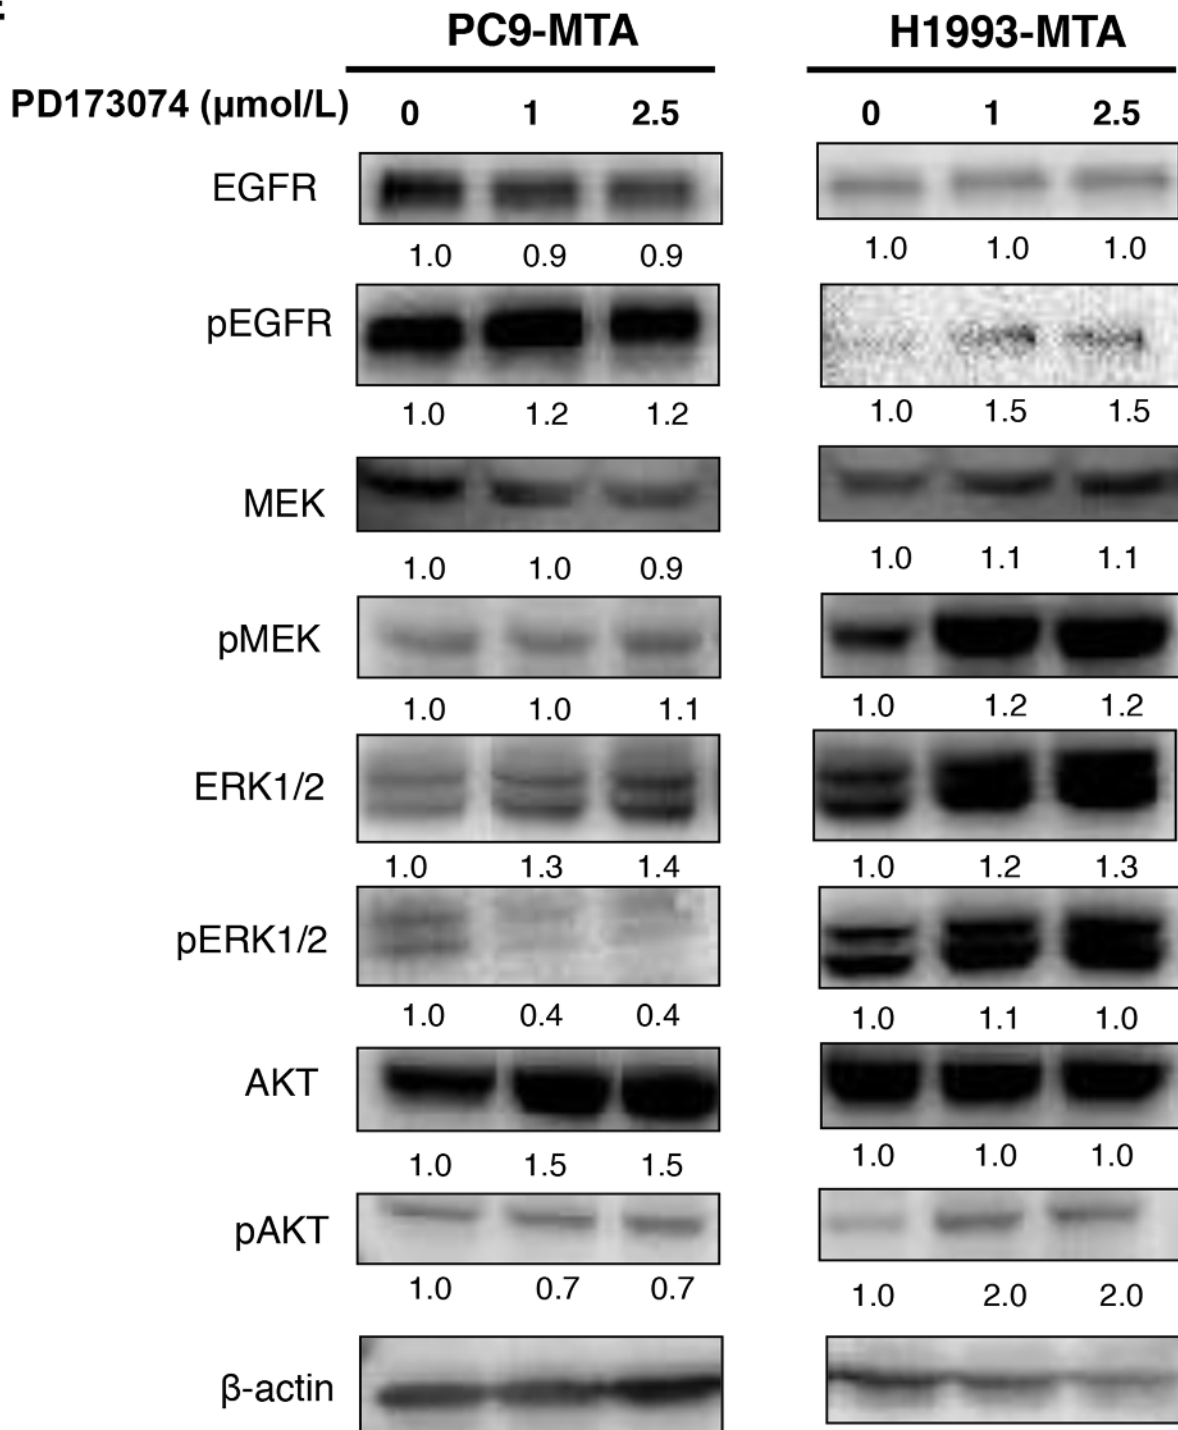 PC9-MTA H1993-MTA
PD173074 (μmol/L) 0 1 2.5 0 1 2.5
EGFR
1.0 0.9 0.9 1.0 1.0 1.0
pEGFR
1.0 1.2 1.2 1.0 1.5 1.5
MEK
1.0 1.0 0.9 1.0 1.1 1.1
pMEK
1.0 1.0 1.1 1.0 1.2 1.2
ERK1/2
1.0 1.3 1.4 1.0 1.2 1.3
pERK1/2
1.0 0.4 0.4 1.0 1.1 1.0
AKT
1.0 1.5 1.5 1.0 1.0 1.0
pAKT
1.0 0.7 0.7 1.0 2.0 2.0
β-actin